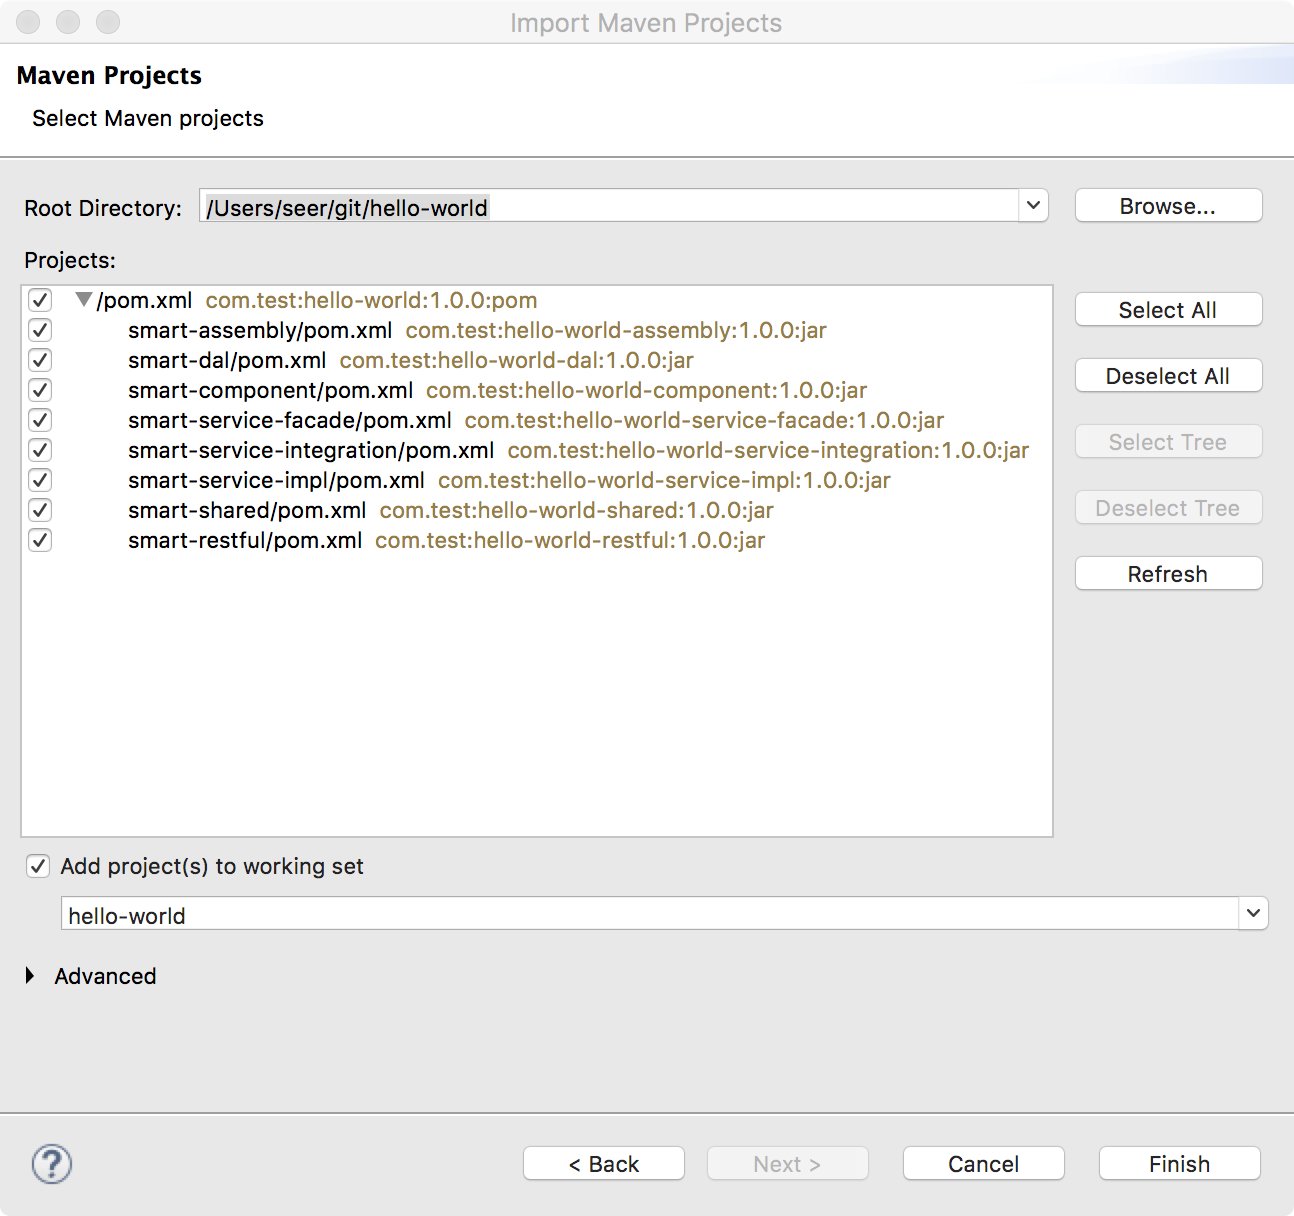 Import Maven Projects
Maven Projects
Select Maven projects
Root Directory: /Users/seer/git/hello-world Browse...
Projects:
/pom.xml com.test:hello-world:1.0.0:pom
smart-assembly/pom.xml com.test:hello-world-assembly:1.0.0:jar
smart-dal/pom.xml com.test:hello-world-dal:1.0.0:jar
smart-component/pom.xml com.test:hello-world-component:1.0.0:jar
smart-service-facade/pom.xml com.test:hello-world-service-facade:1.0.0:jar
smart-service-integration/pom.xml com.test:hello-world-service-integration:1.0.0:jar
smart-service-impl/pom.xml com.test:hello-world-service-impl:1.0.0:jar
smart-shared/pom.xml com.test:hello-world-shared:1.0.0:jar
smart-restful/pom.xml com.test:hello-world-restful:1.0.0:jar
Select All
Deselect All
Select Tree
Deselect Tree
Refresh
Add project(s) to working set
hello-world
Advanced
? < Back Next > Cancel Finish